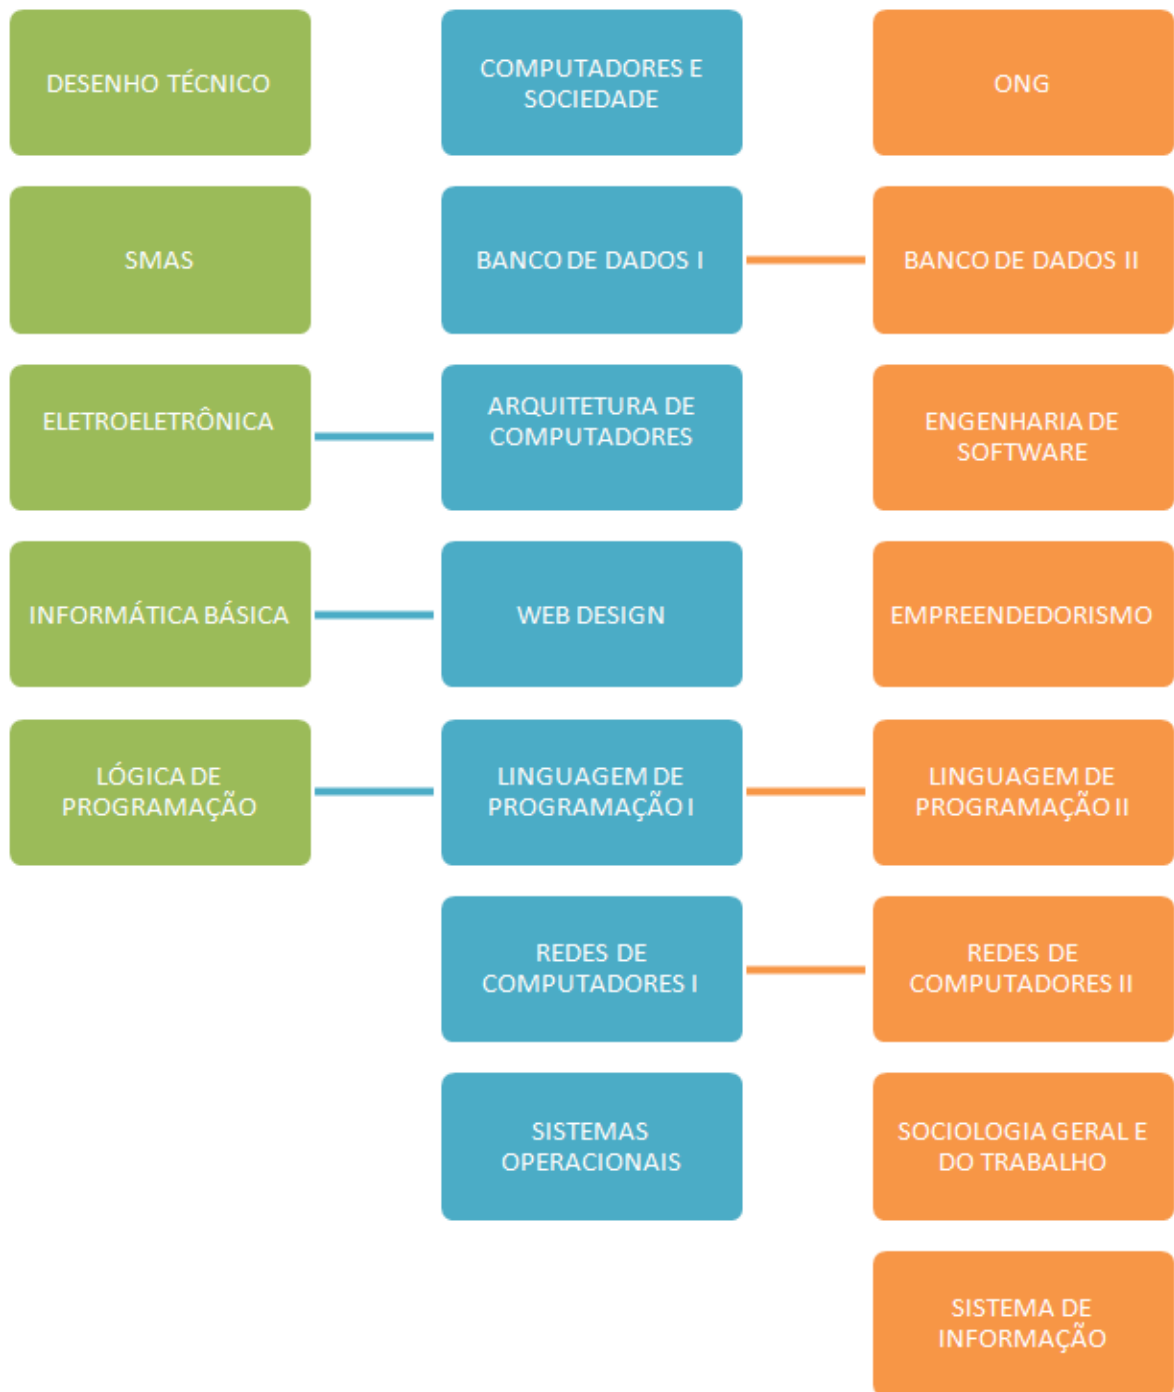 DESENHO TÉCNICO
COMPUTADORES E
SOCIEDADE
ONG
SMAS
BANCO DE DADOS I
BANCO DE DADOS II
ELETROELETRÔNICA
ARQUITETURA DE
COMPUTADORES
ENGENHARIA DE
SOFTWARE
INFORMÁTICA BÁSICA
WEB DESIGN
EMPREENDEDORISMO
LÓGICA DE
PROGRAMAÇÃO
LINGUAGEM DE
PROGRAMAÇÃO I
LINGUAGEM DE
PROGRAMAÇÃO II
REDES DE
COMPUTADORES I
REDES DE
COMPUTADORES II
SISTEMAS
OPERACIONAIS
SOCIOLOGIA GERAL E
DO TRABALHO
SISTEMA DE
INFORMAÇÃO